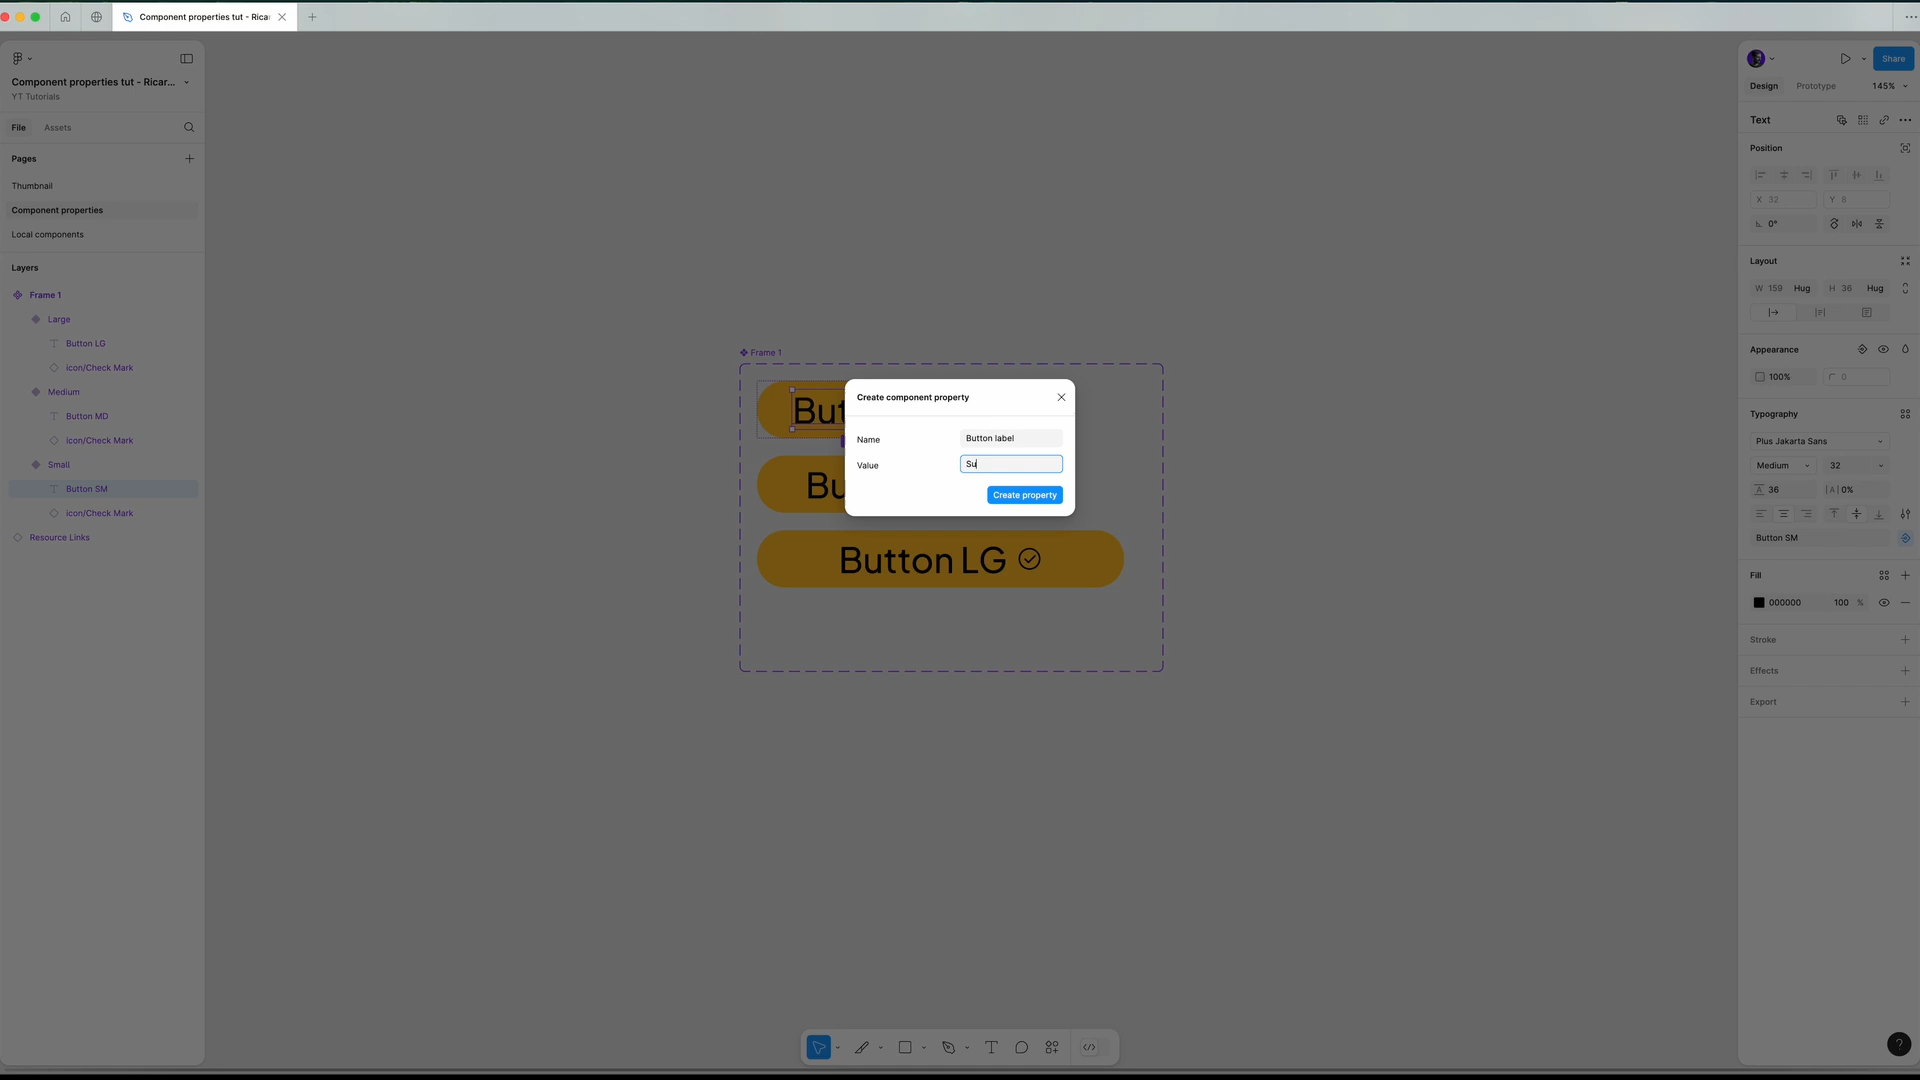 Component properties tut - Ricar
Component properties tut - Ricar...
YT Tutorials
File
Assets
Pages
Thumbnail
Component properties
Local components
Layers
Frame 1
Large
Button LG
icon/Check Mark
Medium
Button MD
icon/Check Mark
Small
Button SM
icon/Check Mark
Resource Links
Frame 1
But
Bu
Button LG
Create component property
Name
Button label
Value
Su
Create property
Share
Design
Prototype
145%
Text
Position
X 32
Y 8
0°
Layout
W 159 Hug
H 36 Hug
Appearance
100%
0
Typography
Plus Jakarta Sans
Medium
32
A 36
|A| 0%
Button SM
Fill
000000
100 %
Stroke
Effects
Export
?